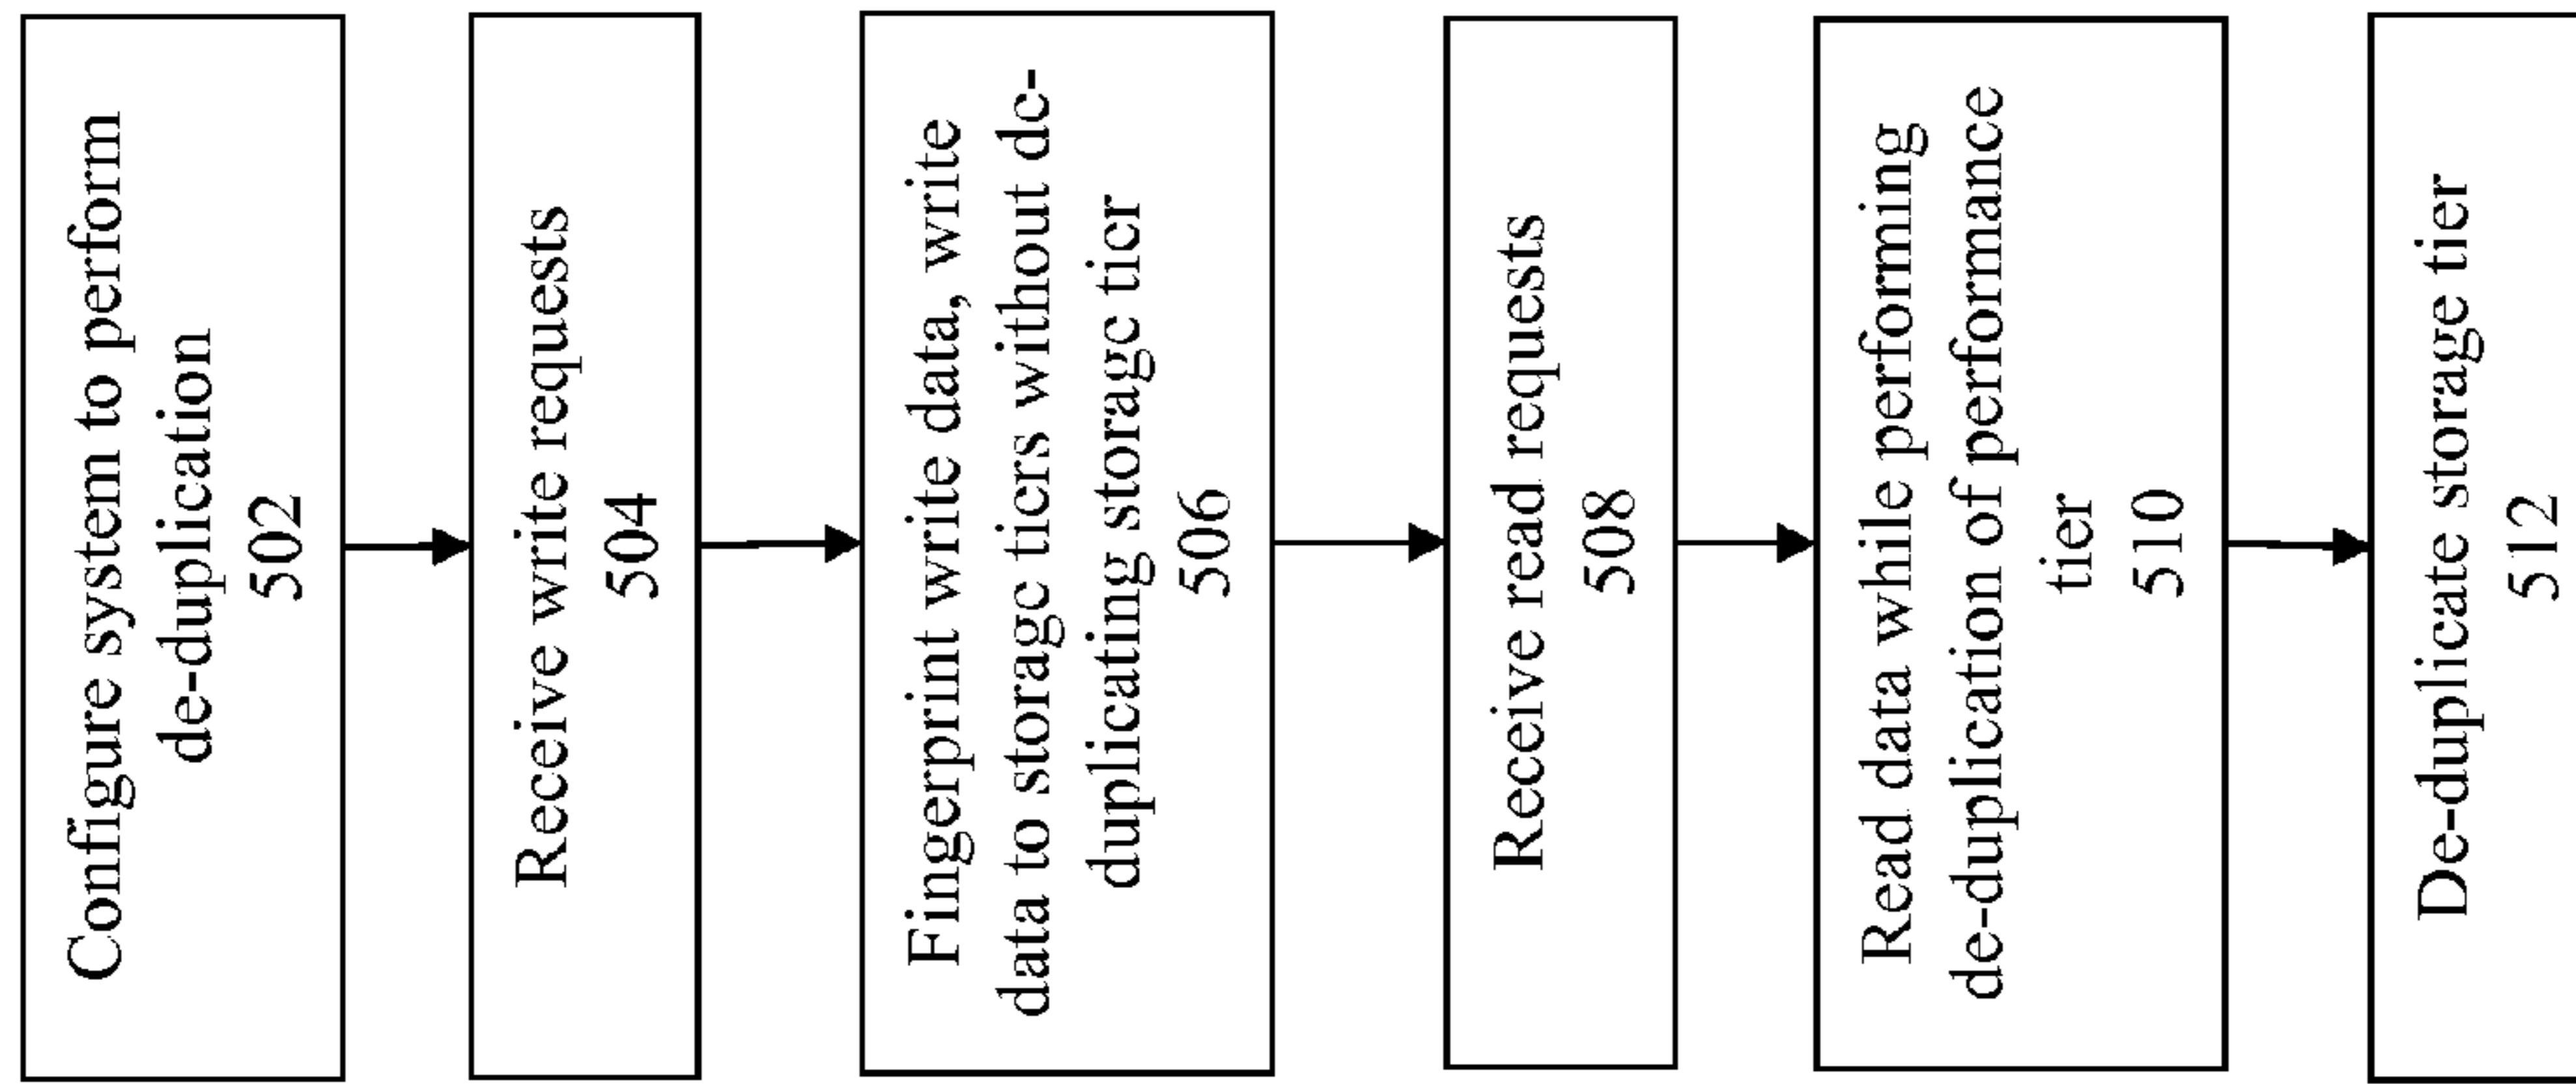 Configure system to perform
de-duplication
502
Receive write requests
504
Fingerprint write data, write
data to storage tiers without de-
duplicating storage tier
506
Receive read requests
508
Read data while performing
de-duplication of performance
tier
510
De-duplicate storage tier
512